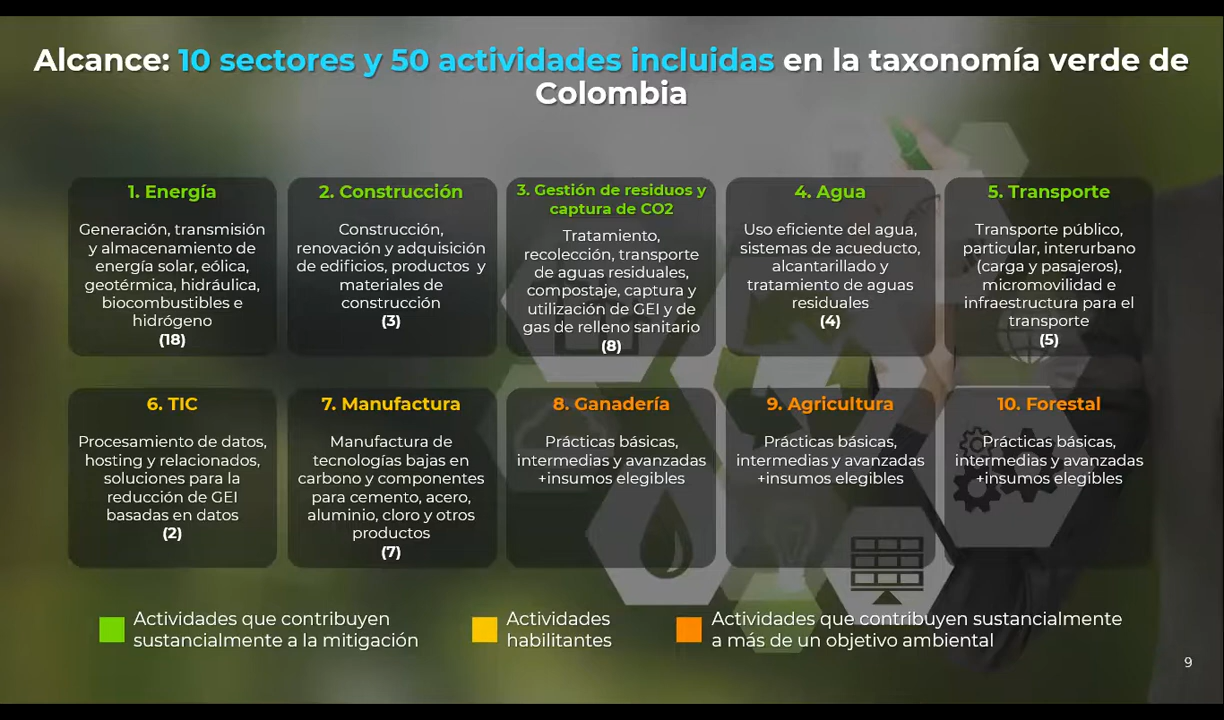 Alcance: 10 sectores y 50 actividades incluidas en la taxonomía verde de
Colombia
1. Energía
Generación, transmisión
y almacenamiento de
energía solar, eólica,
geotérmica, hidráulica,
biocombustibles e
hidrógeno
(18)
2. Construcción
Construcción,
renovación y adquisición
de edificios, productos y
materiales de
construcción
(3)
3. Gestión de residuos y
captura de CO2
Tratamiento,
recolección, transporte
de aguas residuales,
compostaje, captura y
utilización de GEI y de
gas de relleno sanitario
(8)
4. Agua
Uso eficiente del agua,
sistemas de acueducto,
alcantarillado y
tratamiento de aguas
residuales
(4)
5. Transporte
Transporte público,
particular, interurbano
(carga y pasajeros),
micromovilidad e
infraestructura para el
transporte
(5)
6. TIC
Procesamiento de datos,
hosting y relacionados,
soluciones para la
reducción de GEI
basadas en datos
(2)
7. Manufactura
Manufactura de
tecnologías bajas en
carbono y componentes
para cemento, acero,
aluminio, cloro y otros
productos
(7)
8. Ganadería
Prácticas básicas,
intermedias y avanzadas
+insumos elegibles
9. Agricultura
Prácticas básicas,
intermedias y avanzadas
+insumos elegibles
10. Forestal
Prácticas básicas,
intermedias y avanzadas
+insumos elegibles
Actividades que contribuyen
sustancialmente a la mitigación
Actividades
habilitantes
Actividades que contribuyen sustancialmente
a más de un objetivo ambiental
9